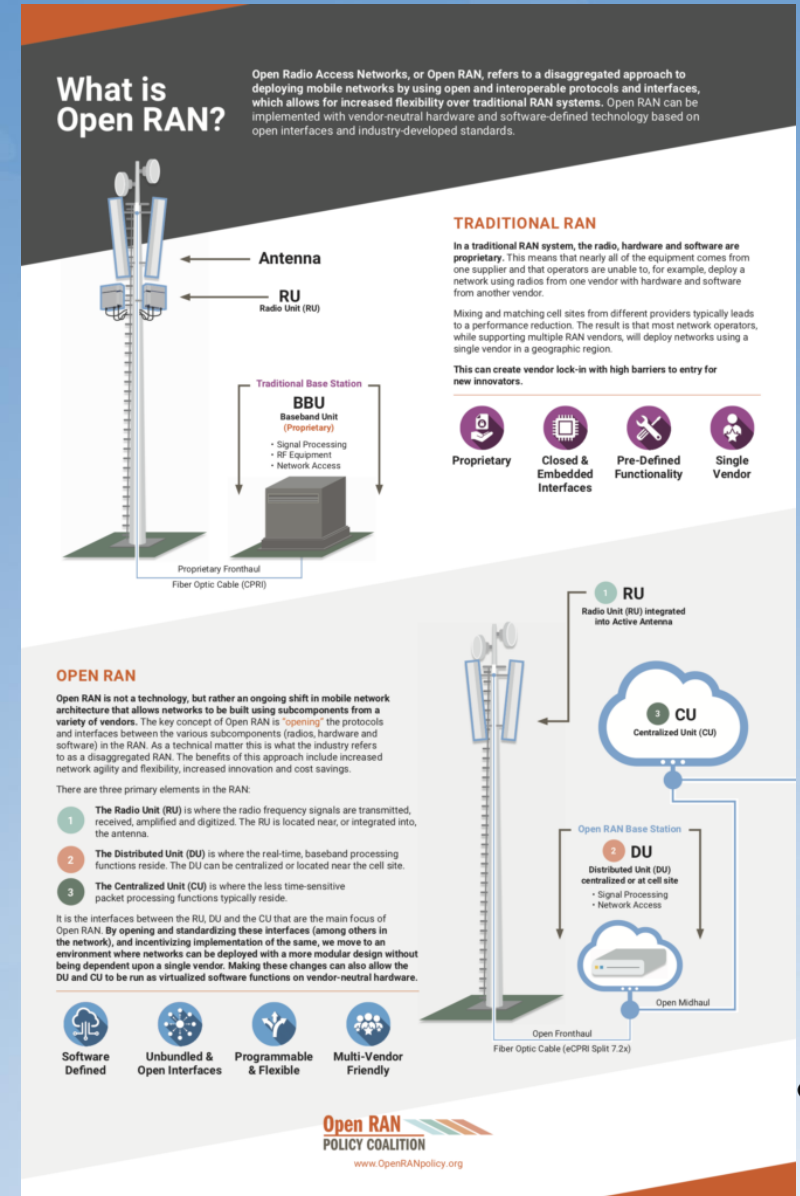 What is
Open RAN?
Open Radio Access Networks, or Open RAN, refers to a disaggregated approach to
deploying mobile networks by using open and interoperable protocols and interfaces,
which allows for increased flexibility over traditional RAN systems. Open RAN can be
implemented with vendor-neutral hardware and software-defined technology based on
open interfaces and industry-developed standards.
Antenna
RU
Radio Unit (RU)
Traditional Base Station
BBU
Baseband Unit
(Proprietary)
• Signal Processing
• RF Equipment
• Network Access
Proprietary Fronthaul
Fiber Optic Cable (CPRI)
TRADITIONAL RAN
In a traditional RAN system, the radio, hardware and software are
proprietary. This means that nearly all of the equipment comes from
one supplier and that operators are unable to, for example, deploy a
network using radios from one vendor with hardware and software
from another vendor.
Mixing and matching cell sites from different providers typically leads
to a performance reduction. The result is that most network operators,
while supporting multiple RAN vendors, will deploy networks using a
single vendor in a geographic region.
This can create vendor lock-in with high barriers to entry for
new innovators.
Proprietary
Closed &
Embedded
Interfaces
Pre-Defined
Functionality
Single
Vendor
OPEN RAN
Open RAN is not a technology, but rather an ongoing shift in mobile network
architecture that allows networks to be built using subcomponents from a
variety of vendors. The key concept of Open RAN is “opening” the protocols
and interfaces between the various subcomponents (radios, hardware and
software) in the RAN. As a technical matter this is what the industry refers
to as a disaggregated RAN. The benefits of this approach include increased
network agility and flexibility, increased innovation and cost savings.
There are three primary elements in the RAN:
1
The Radio Unit (RU) is where the radio frequency signals are transmitted,
received, amplified and digitized. The RU is located near, or integrated into,
the antenna.
2
The Distributed Unit (DU) is where the real-time, baseband processing
functions reside. The DU can be centralized or located near the cell site.
3
The Centralized Unit (CU) is where the less time-sensitive
packet processing functions typically reside.
It is the interfaces between the RU, DU and the CU that are the main focus of
Open RAN. By opening and standardizing these interfaces (among others in
the network), and incentivizing implementation of the same, we move to an
environment where networks can be deployed with a more modular design without
being dependent upon a single vendor. Making these changes can also allow the
DU and CU to be run as virtualized software functions on vendor-neutral hardware.
Software
Defined
Unbundled &
Open Interfaces
Programmable
& Flexible
Multi-Vendor
Friendly
1 RU
Radio Unit (RU) integrated
into Active Antenna
3 CU
Centralized Unit (CU)
Open RAN Base Station
2 DU
Distributed Unit (DU)
centralized or at cell site
• Signal Processing
• Network Access
Open Midhaul
Open Fronthaul
Fiber Optic Cable (eCPRI Split 7.2x)
Open RAN
POLICY COALITION
www.OpenRANpolicy.org